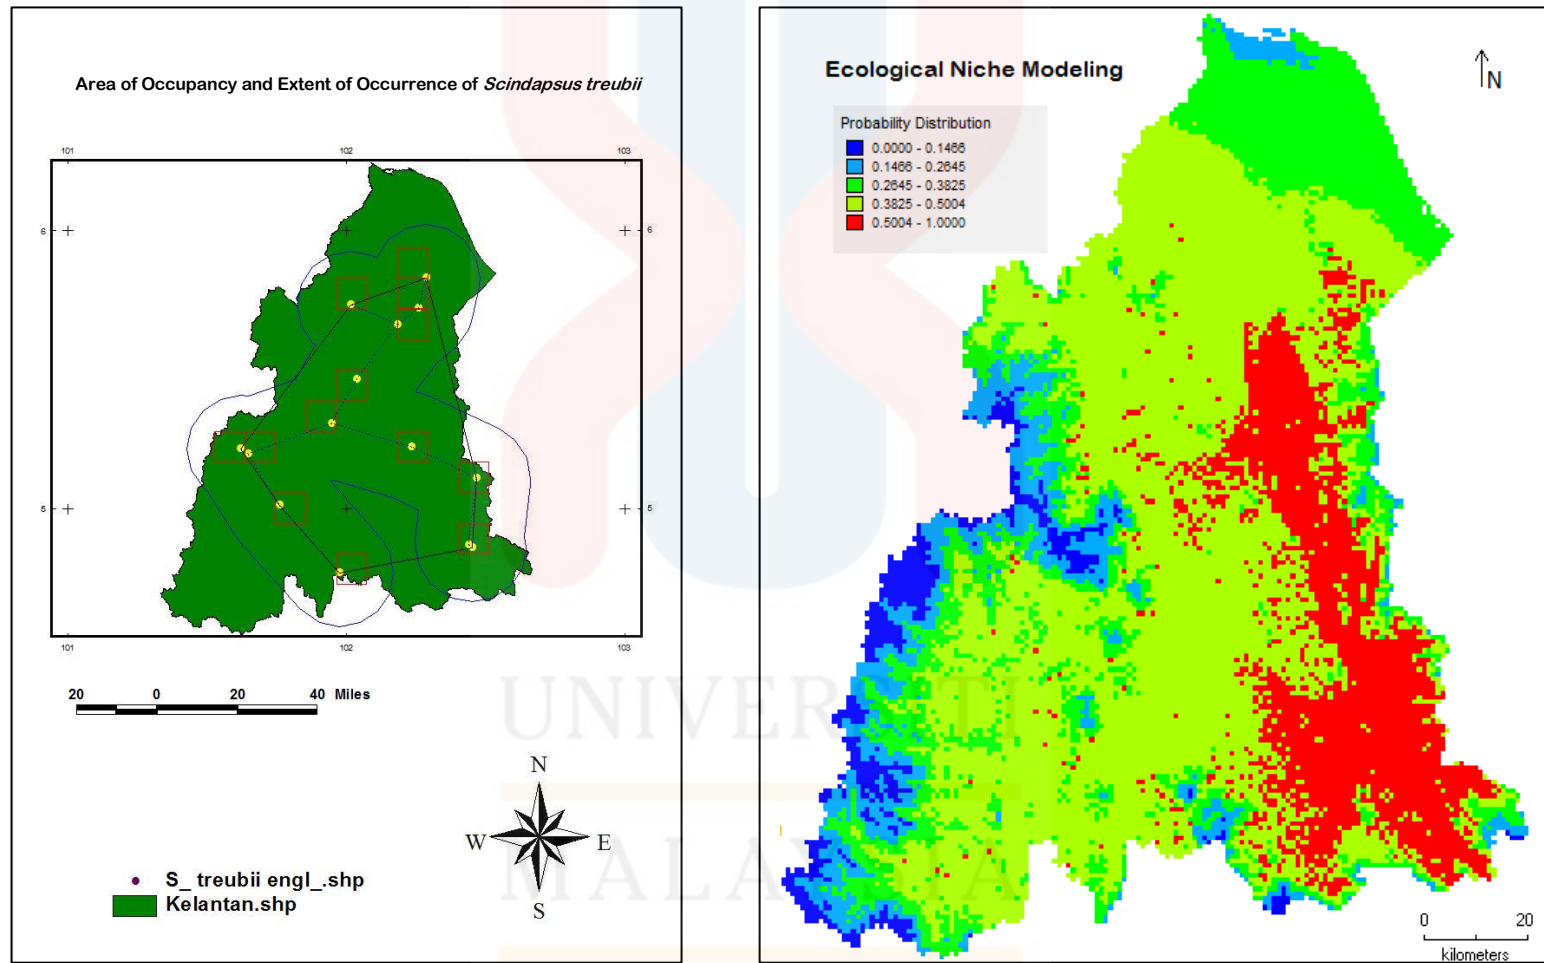 Area of Occupancy and Extent of Occurrence of Scindapsus treubii
101 102 103
6 6
5 5
101 102 103
20 0 20 40 Miles
N
W E
S
S_ treubii engl_.shp
Kelantan.shp
Ecological Niche Modeling
N
Probability Distribution
0.0000 - 0.1466
0.1466 - 0.2645
0.2645 - 0.3825
0.3825 - 0.5004
0.5004 - 1.0000
0 20
kilometers
UNIVERSITI
MALAYSIA